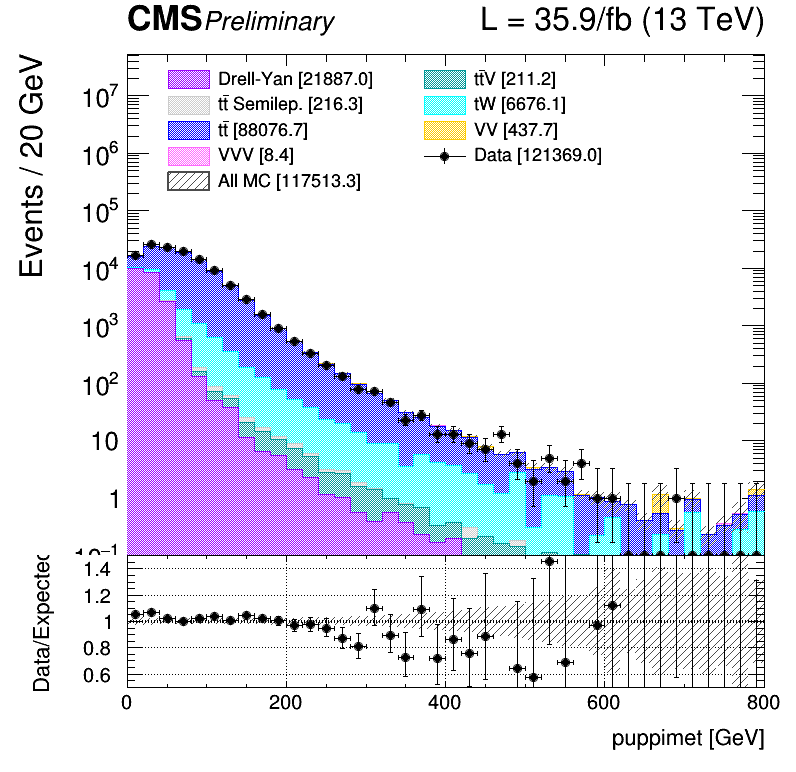 CMS Preliminary L = 35.9/fb (13 TeV)
Events / 20 GeV
Drell-Yan [21887.0]
tt̄ Semilep. [216.3]
tt̄ [88076.7]
VVV [8.4]
All MC [117513.3]
tt̄V [211.2]
tW [6676.1]
VV [437.7]
Data [121369.0]
10⁷
10⁶
10⁵
10⁴
10³
10²
10
1
10⁻¹
Data/Expected
1.4
1.2
1
0.8
0.6
0 200 400 600 800
puppimet [GeV]